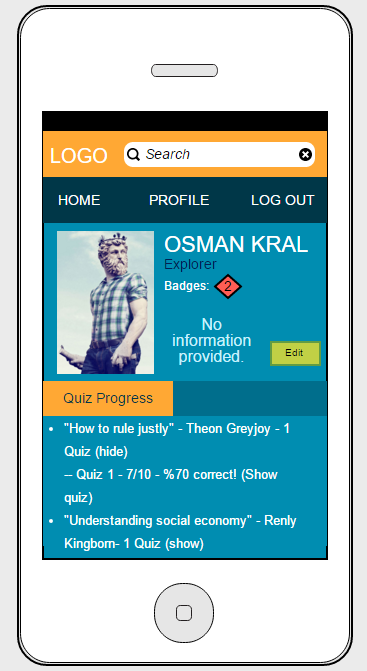 LOGO
Search
HOME PROFILE LOG OUT
OSMAN KRAL
Explorer
Badges: 2
No
information
provided.
Edit
Quiz Progress
• "How to rule justly" - Theon Greyjoy - 1
Quiz (hide)
-- Quiz 1 - 7/10 - %70 correct! (Show
quiz)
• "Understanding social economy" - Renly
Kingborn- 1 Quiz (show)